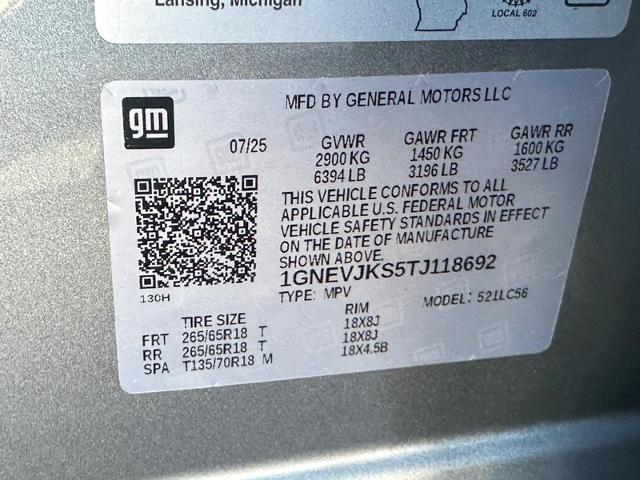 Lansing, Michigan
LOCAL 602
gm
MFD BY GENERAL MOTORS LLC
07/25
GVWR GAWR FRT GAWR RR
2900 KG 1450 KG 1600 KG
6394 LB 3196 LB 3527 LB
THIS VEHICLE CONFORMS TO ALL
APPLICABLE U.S. FEDERAL MOTOR
VEHICLE SAFETY STANDARDS IN EFFECT
ON THE DATE OF MANUFACTURE
SHOWN ABOVE.
1GNEVJKS5TJ118692
TYPE: MPV MODEL: 521LC56
130H
TIRE SIZE RIM
FRT 265/65R18 T 18X8J
RR 265/65R18 T 18X8J
SPA T135/70R18 M 18X4.5B